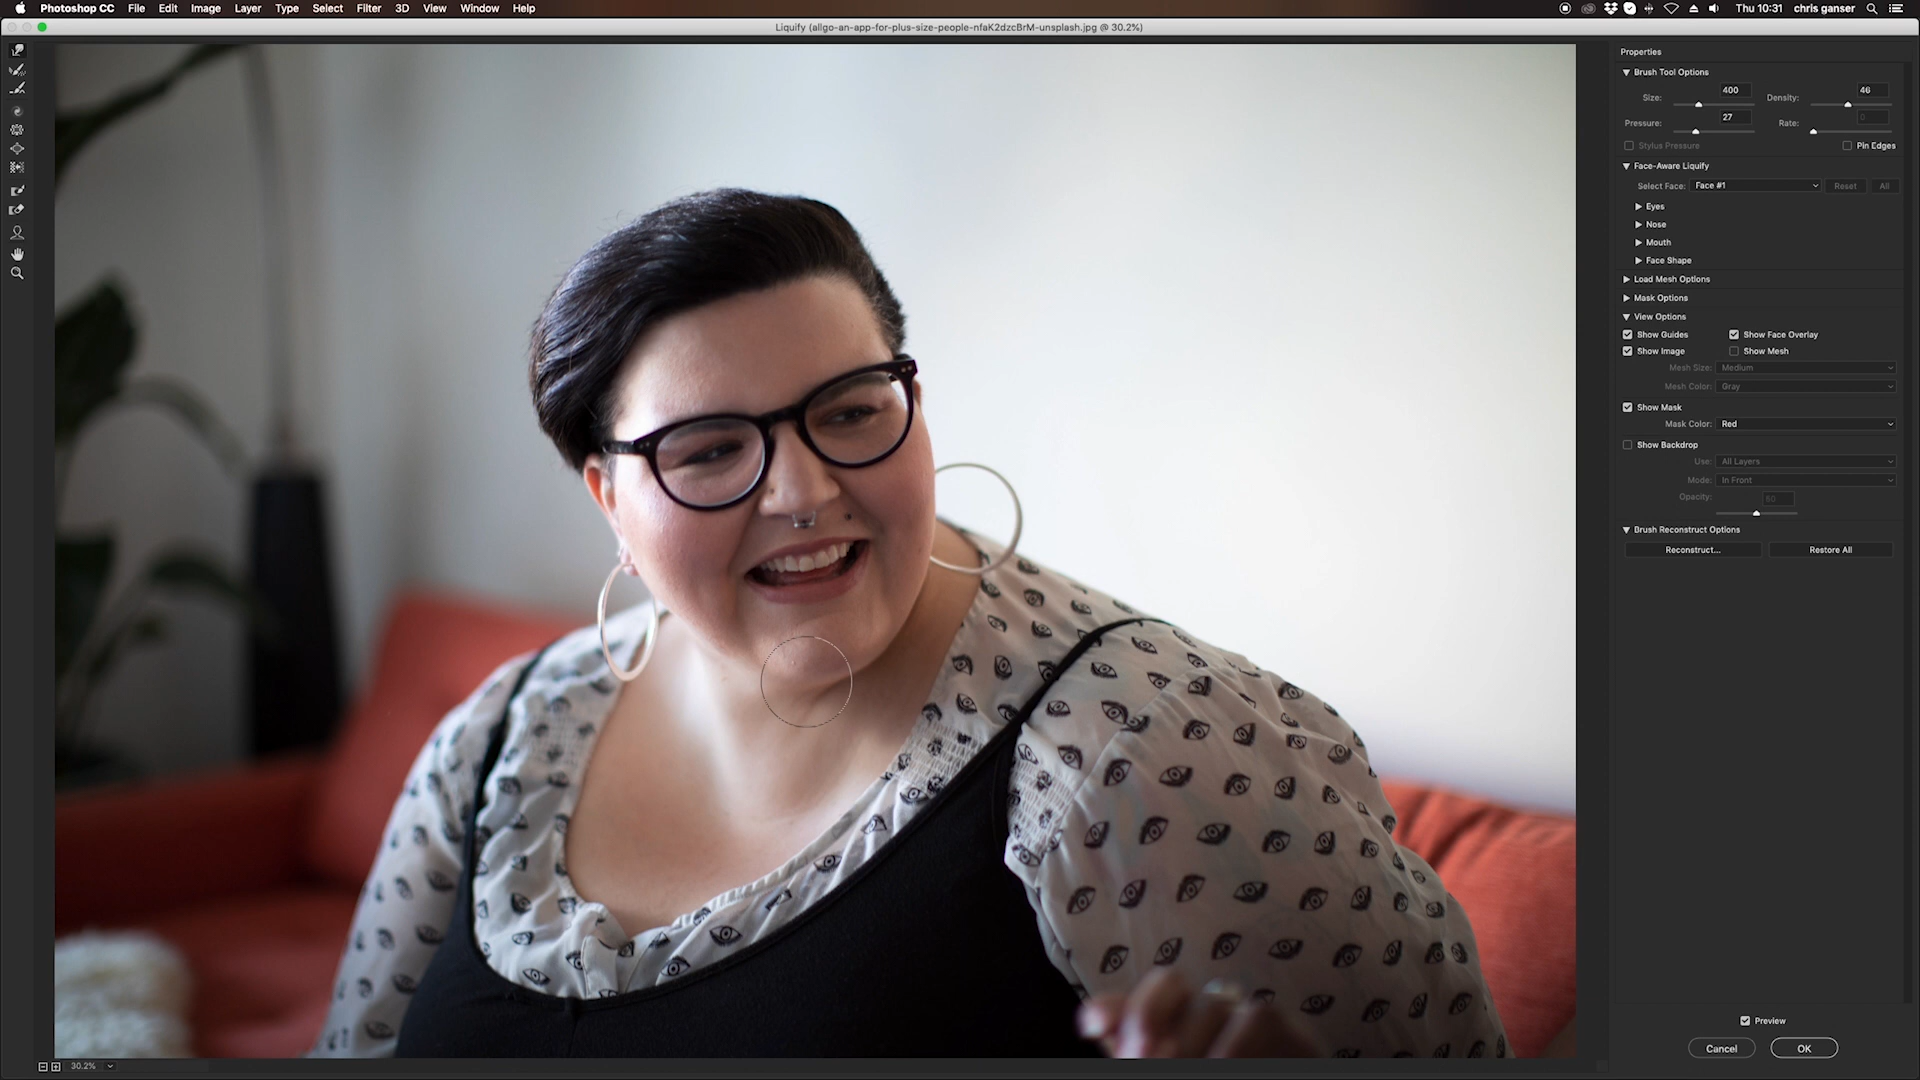 Photoshop CC File Edit Image Layer Type Select Filter 3D View Window Help Thu 10:31 chris ganser
Liquify (allgo-an-app-for-plus-size-people-nfaK2dzcBrM-unsplash.jpg @ 30.2%)
Properties
Brush Tool Options
Size: 400 Density: 46
Pressure: 27 Rate: 0
Stylus Pressure Pin Edges
Face-Aware Liquify
Select Face: Face #1 Reset All
Eyes
Nose
Mouth
Face Shape
Load Mesh Options
Mask Options
View Options
Show Guides Show Face Overlay
Show Image Show Mesh
Mesh Size: Medium
Mesh Color: Gray
Show Mask
Mask Color: Red
Show Backdrop
Use: All Layers
Mode: In Front
Opacity: 50
Brush Reconstruct Options
Reconstruct... Restore All
Preview
Cancel OK
30.2%